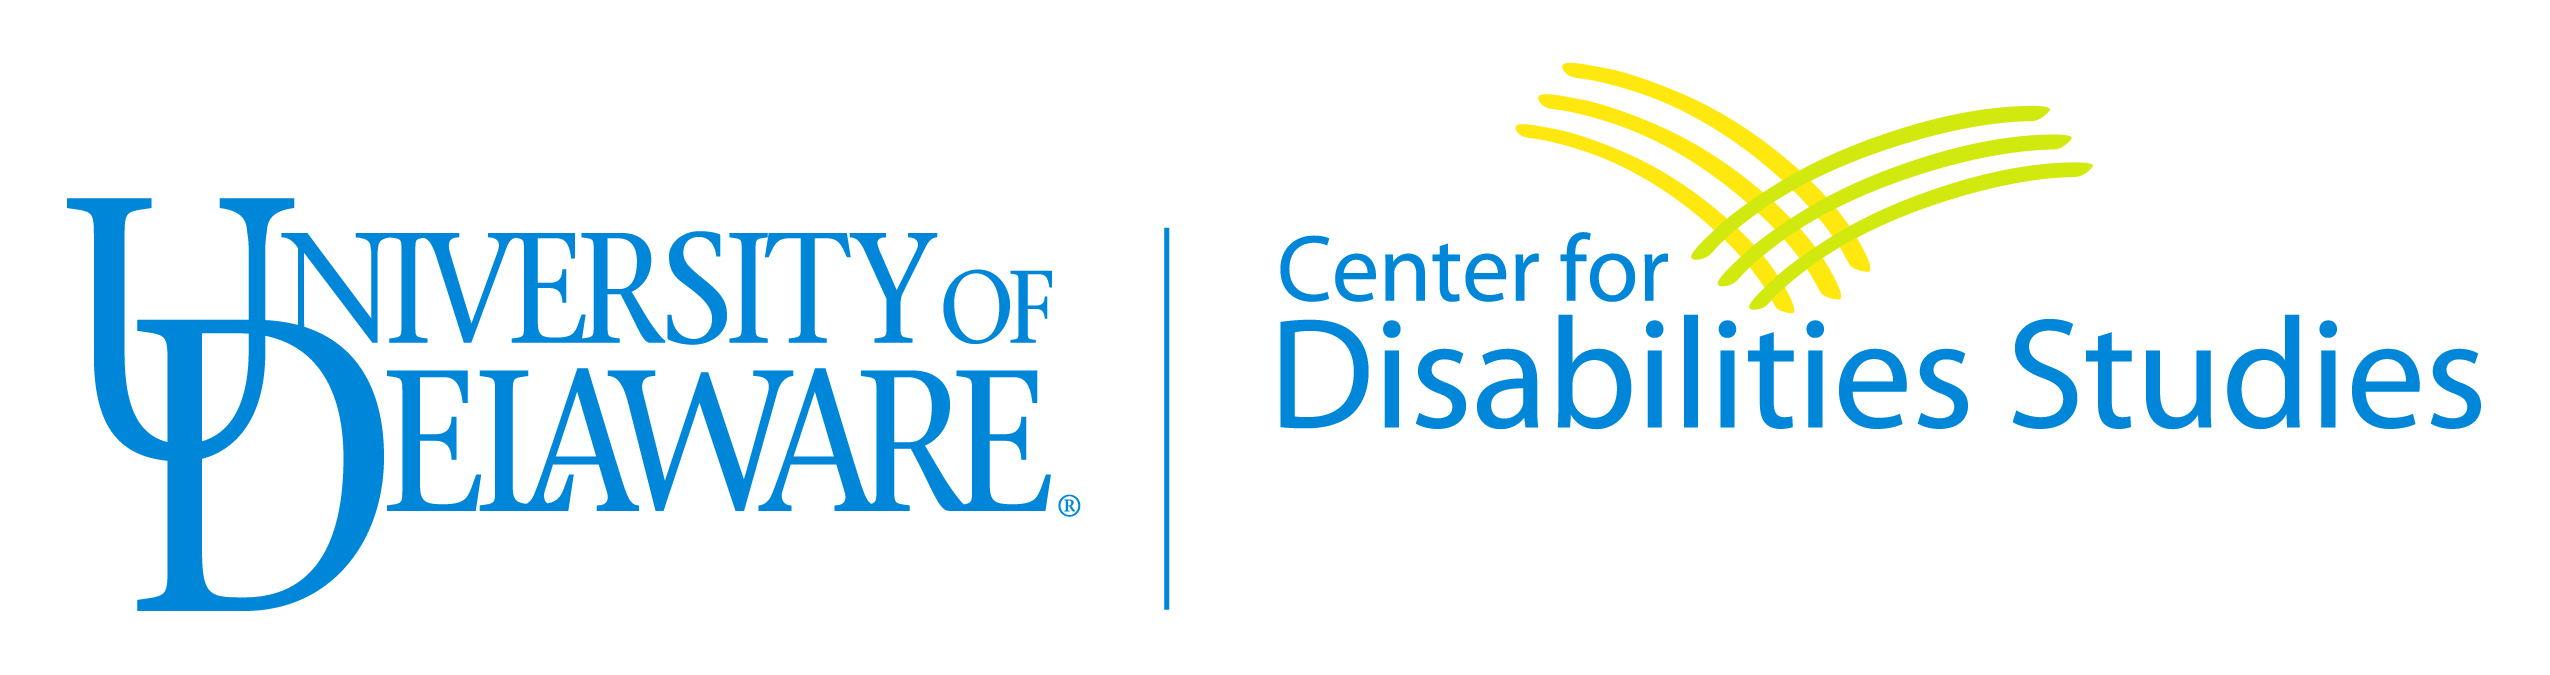 UNIVERSITY OF
DELAWARE®
Center for
Disabilities Studies